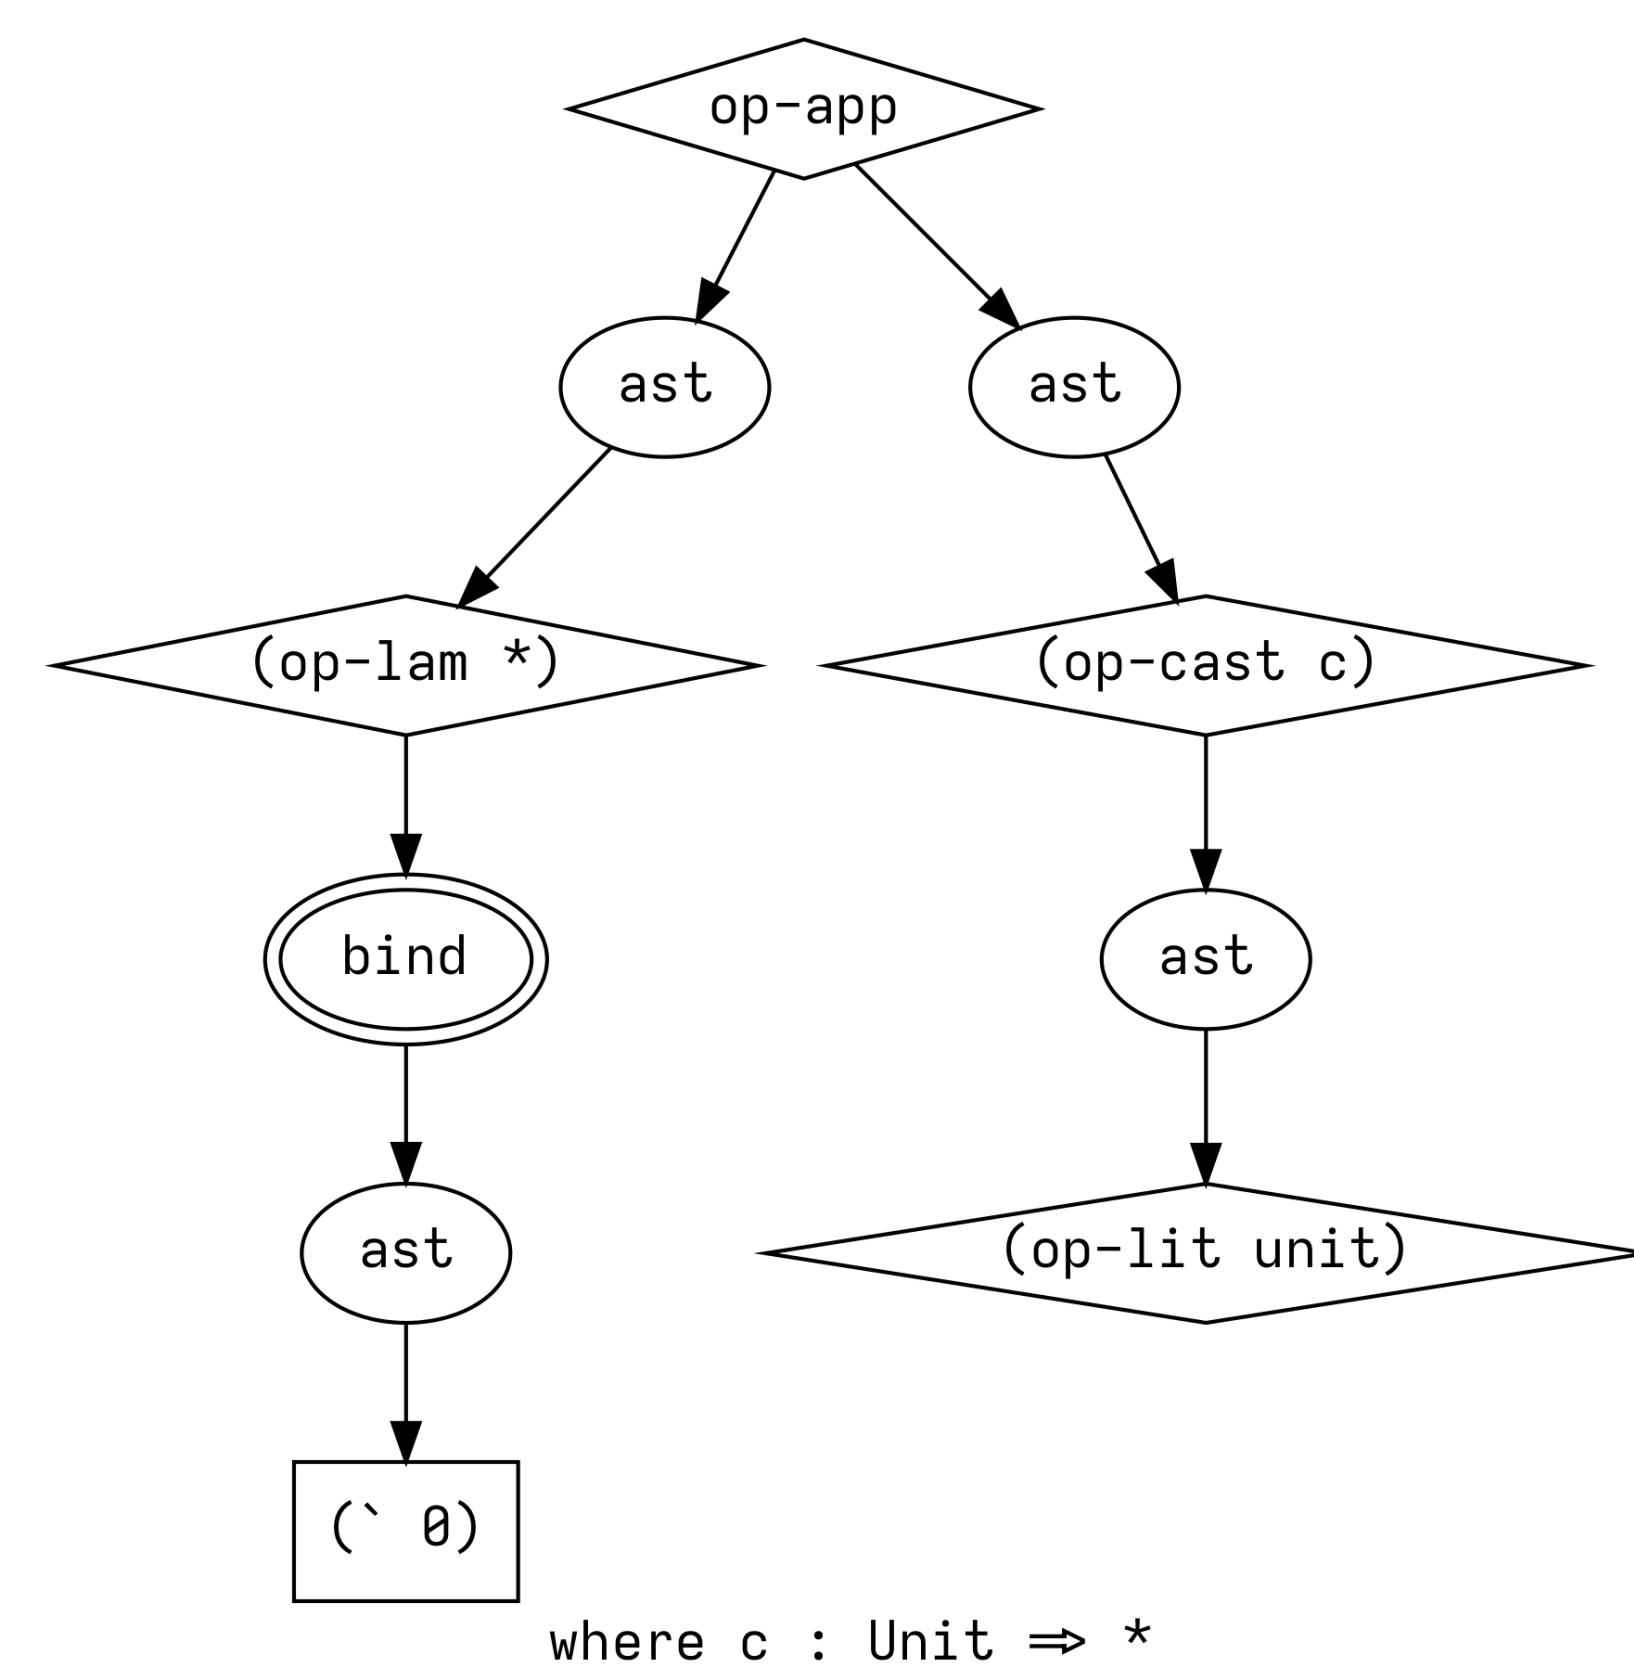 op-app
ast ast
(op-lam *) (op-cast c)
bind ast
ast (op-lit unit)
(` 0)
where c : Unit ⇒ *